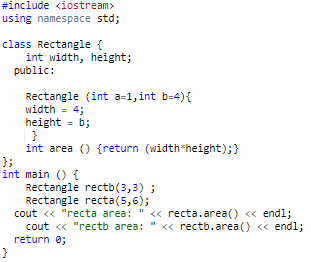 #include <iostream>
using namespace std;

class Rectangle {
    int width, height;
  public:

    Rectangle (int a=1,int b=4){
    width = 4;
    height = b;
     }
    int area () {return (width*height);}
};
int main () {
    Rectangle rectb(3,3) ;
    Rectangle recta(5,6);
  cout << "recta area: " << recta.area() << endl;
    cout << "rectb area: " << rectb.area() << endl;
  return 0;
}